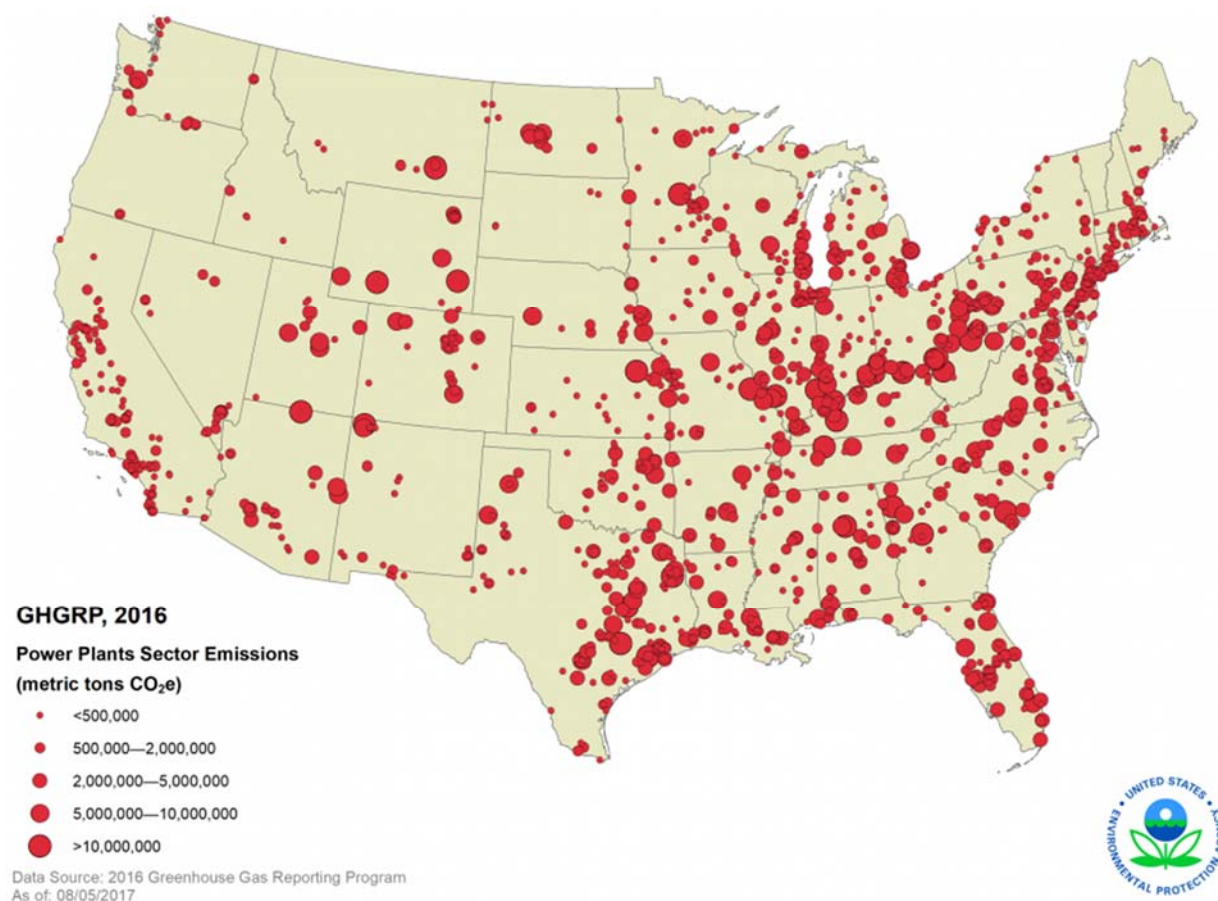 GHGRP, 2016
Power Plants Sector Emissions
(metric tons CO₂e)
<500,000
500,000—2,000,000
2,000,000—5,000,000
5,000,000—10,000,000
>10,000,000
Data Source: 2016 Greenhouse Gas Reporting Program
As of: 08/05/2017
UNITED STATES
ENVIRONMENTAL PROTECTION